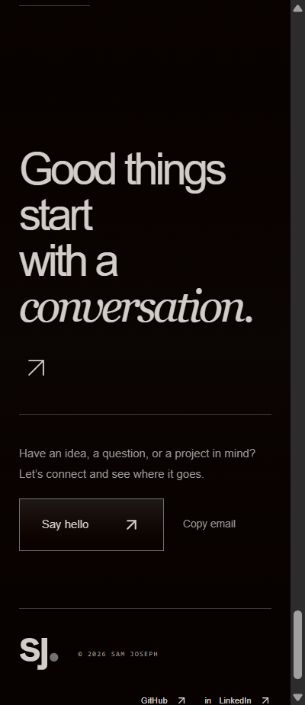 Good things
start
with a
conversation.
Have an idea, a question, or a project in mind?
Let's connect and see where it goes.
Say hello
Copy email
sj.
© 2026 SAM JOSEPH
GitHub
in LinkedIn